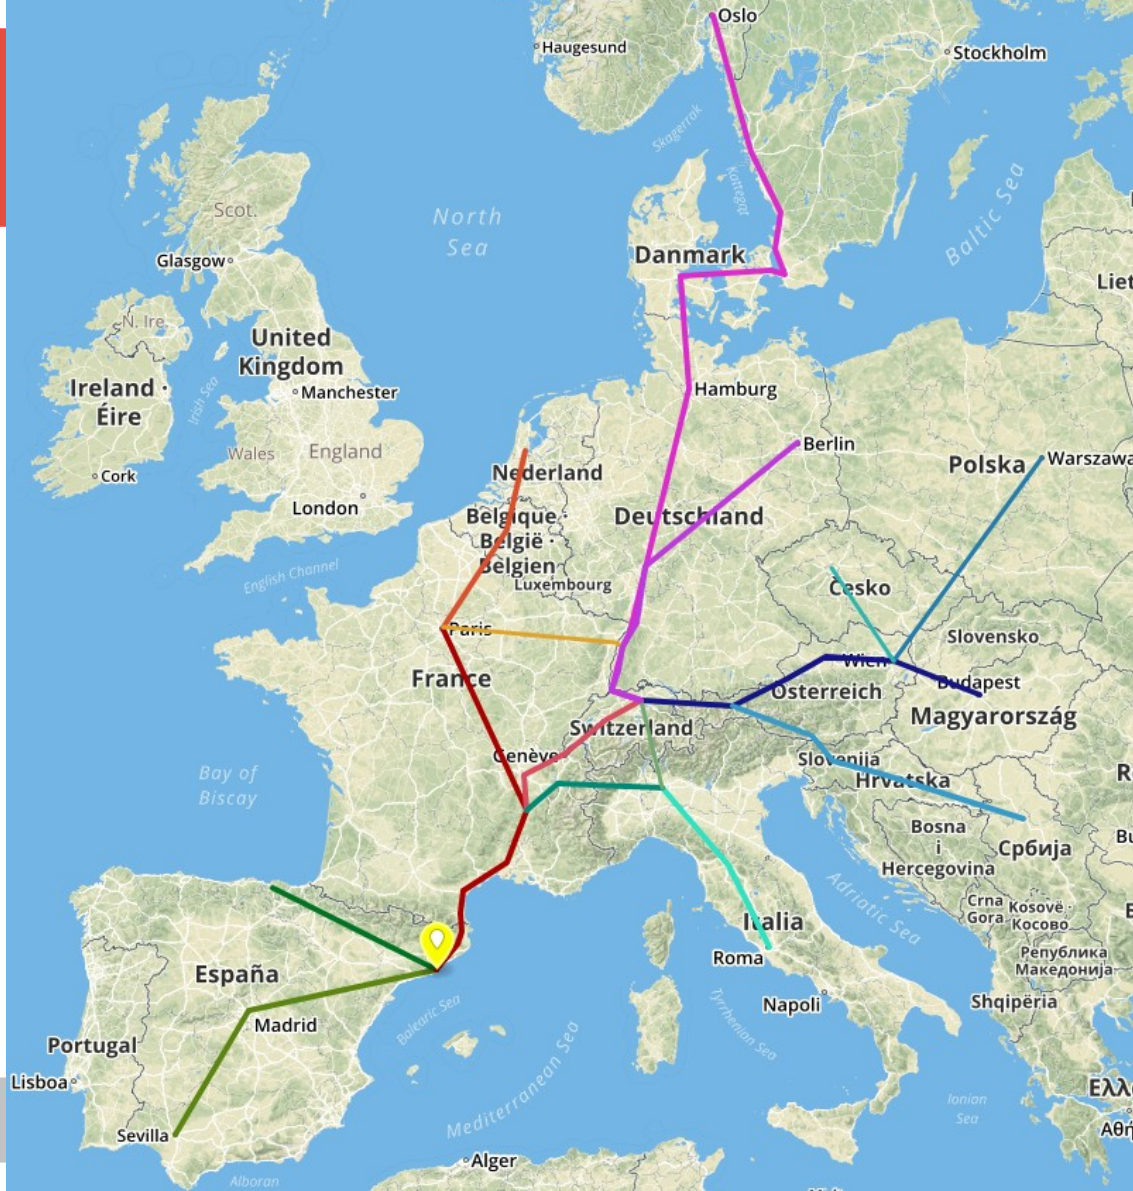 Oslo
Haugesund
Stockholm
Skagerrak
Kattegat
Scot.
North
Sea
Baltic Sea
Danmark
Glasgow
Liet
N. Ire.
United
Kingdom
Ireland ·
Éire
Irish Sea
Manchester
Hamburg
Wales
England
Berlin
Cork
Nederland
Polska
Warszawa
London
Belgique ·
België ·
Belgien
Deutschland
English Channel
Luxembourg
Česko
Paris
Slovensko
France
Wien
Budapest
Österreich
Magyarország
Switzerland
Genève
Slovenija
Hrvatska
Bay of
Biscay
Bosna
i
Hercegovina
Србија
Adriatic Sea
Crna
Gora
Kosovë ·
Косово
Italia
Roma
Република
Македонија
España
Napoli
Shqipëria
Balearic Sea
Tyrrhenian Sea
Madrid
Portugal
Mediterranean Sea
Lisboa
Ελλ
Ionian
Sea
Sevilla
Αθή
Alger
Alboran